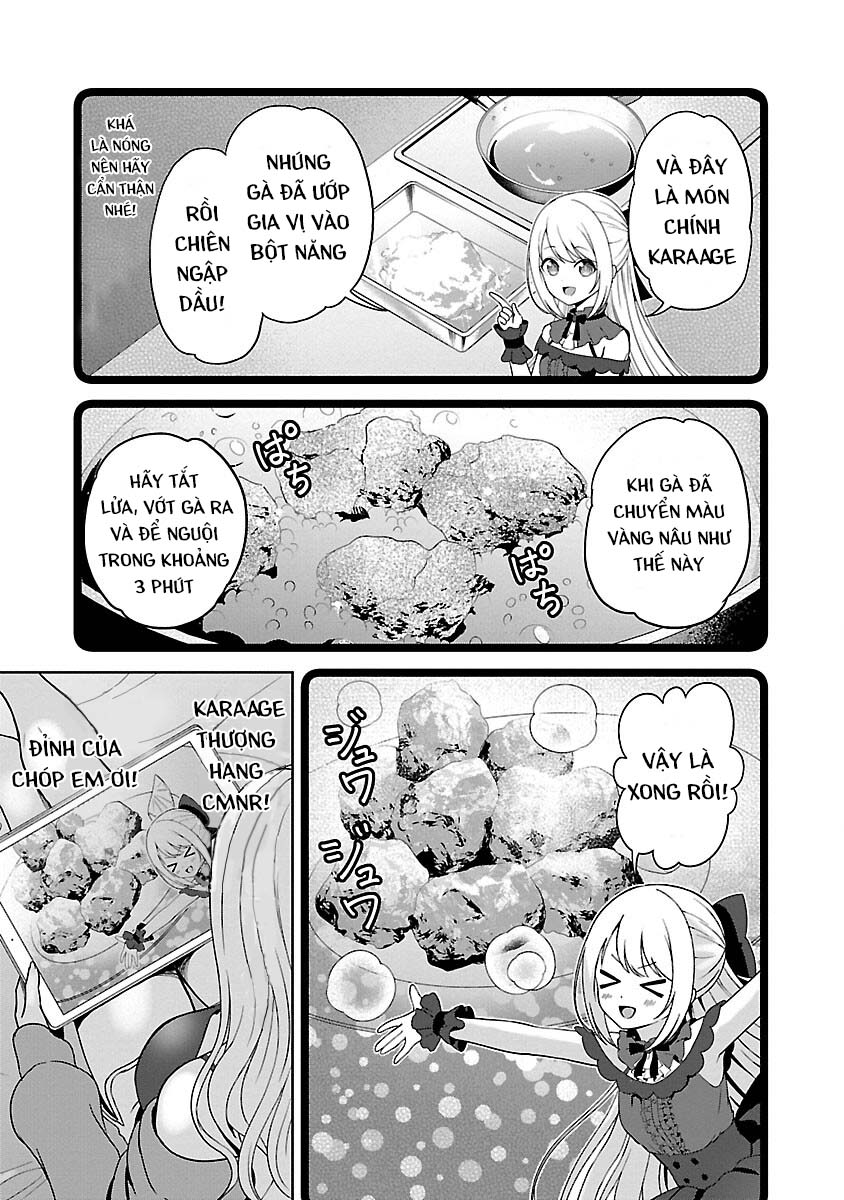 VÀ ĐÂY
LÀ MÓN
CHÍNH
KARAAGE
NHÚNG
GÀ ĐÃ ƯỚP
GIA VỊ VÀO
BỘT NĂNG
RỒI
CHIÊN
NGẬP
DẦU!
KHÁ
LÀ NÓNG
NÊN HÃY
CẨN THẬN
NHÉ!
KHI GÀ ĐÃ
CHUYỂN MÀU
VÀNG NÂU NHƯ
THẾ NÀY
ぱち
ぱち
HÃY TẮT
LỬA, VỚT GÀ RA
VÀ ĐỂ NGUỘI
TRONG KHOẢNG
3 PHÚT
VẬY LÀ
XONG RỒI!
ジュワ
ジュワ
KARAAGE
THƯỢNG
HẠNG
CMNR!
ĐỈNH CỦA
CHÓP EM ƠI!